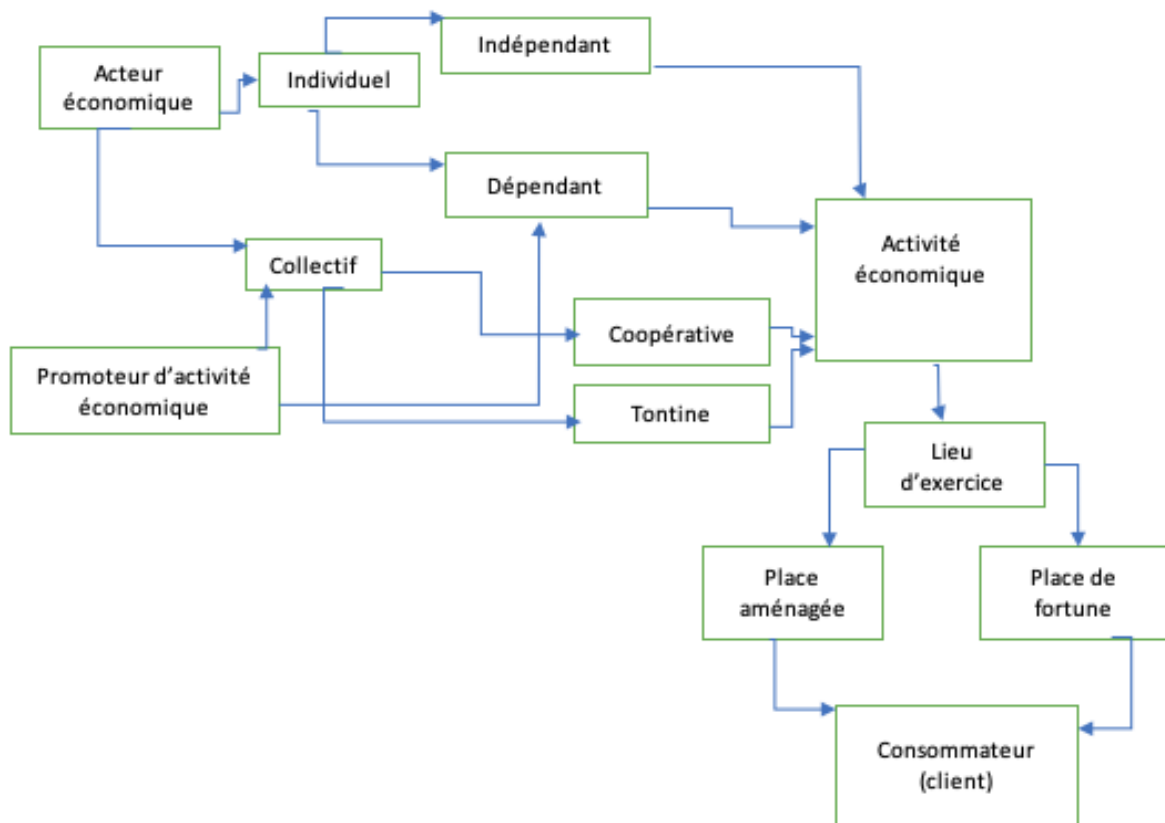 Indépendant
Acteur
économique
Individuel
Dépendant
Activité
économique
Collectif
Coopérative
Promoteur d'activité
économique
Tontine
Lieu
d'exercice
Place
aménagée
Place de
fortune
Consommateur
(client)